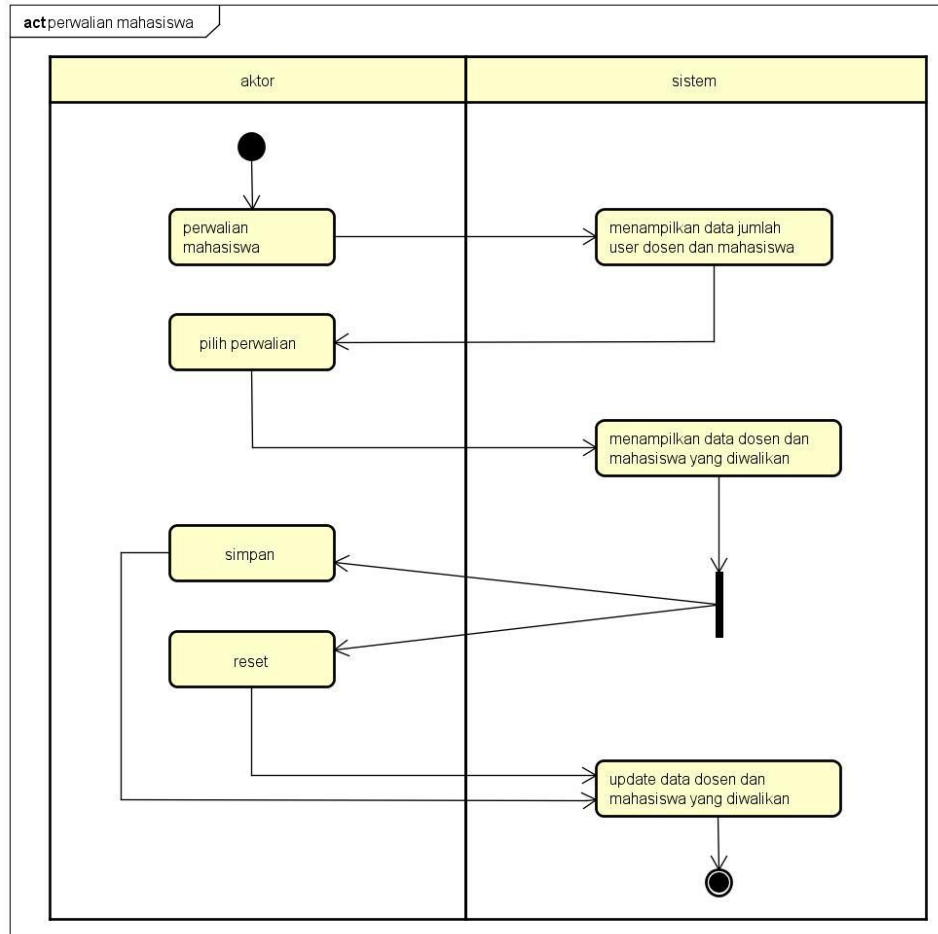 act perwalian mahasiswa
aktor
sistem
perwalian
mahasiswa
menampilkan data jumlah
user dosen dan mahasiswa
pilih perwalian
menampilkan data dosen dan
mahasiswa yang diwalikan
simpan
reset
update data dosen dan
mahasiswa yang diwalikan